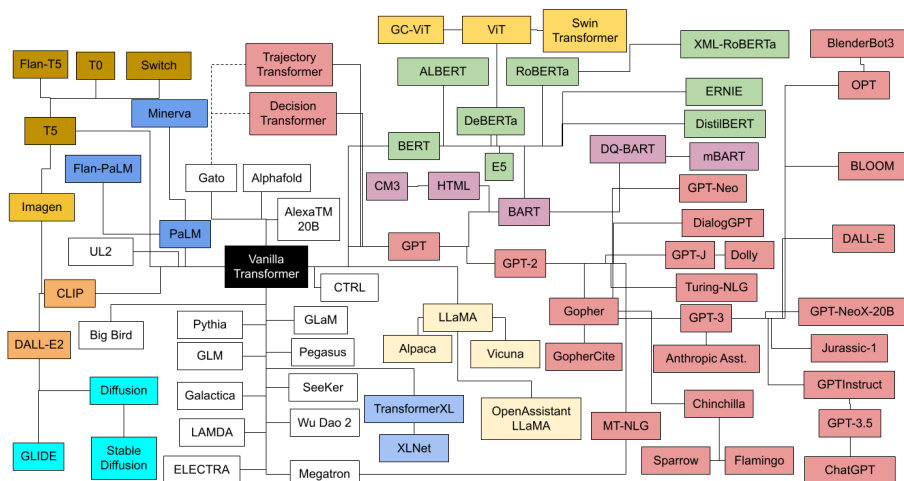 GC-ViT
ViT
Swin
Transformer
XML-RoBERTa
BlenderBot3
Flan-T5
T0
Switch
Trajectory
Transformer
ALBERT
RoBERTa
OPT
Minerva
Decision
Transformer
ERNIE
DeBERTa
DistilBERT
T5
BERT
DQ-BART
mBART
Flan-PaLM
E5
BLOOM
Gato
Alphafold
CM3
HTML
GPT-Neo
Imagen
AlexaTM
20B
BART
DialogGPT
PaLM
DALL-E
UL2
Vanilla
Transformer
GPT
GPT-2
GPT-J
Dolly
CTRL
Turing-NLG
CLIP
Big Bird
Pythia
GLaM
LLaMA
Gopher
GPT-3
GPT-NeoX-20B
DALL-E2
GLM
Pegasus
Alpaca
Vicuna
GopherCite
Anthropic Asst.
Jurassic-1
Diffusion
Galactica
SeeKer
GPTInstruct
TransformerXL
OpenAssistant
LLaMA
Chinchilla
LAMDA
Wu Dao 2
MT-NLG
GPT-3.5
GLIDE
Stable
Diffusion
XLNet
Sparrow
Flamingo
ELECTRA
Megatron
ChatGPT